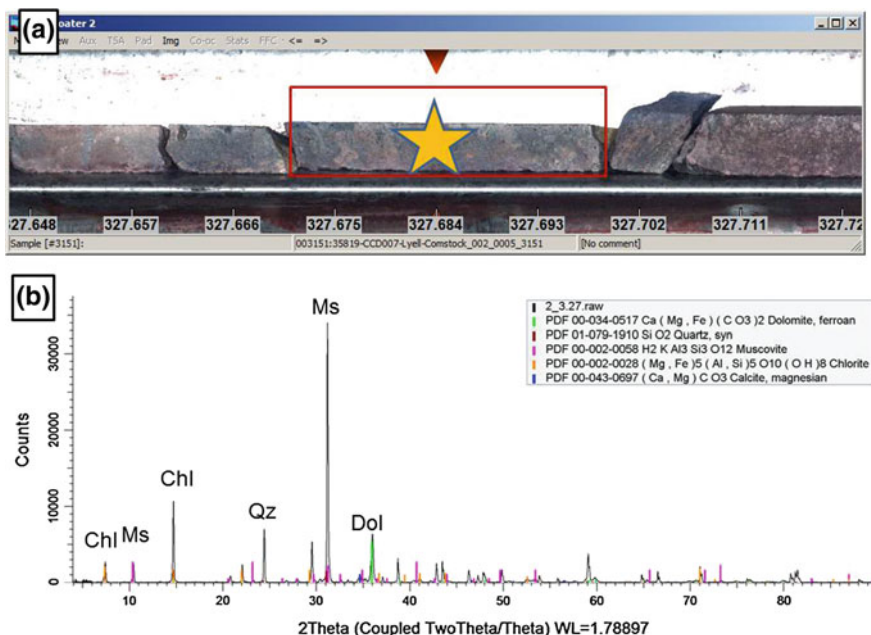 (a)
oater 2
Aux TSA Pad Img Co-oc Stats FFC <= =>
327.648 327.657 327.666 327.675 327.684 327.693 327.702 327.711 327.72
Sample [#3151]: 003151:35819-CCD007-Lyell-Comstock_002_0005_3151 [No comment]
(b)
Ms
Chl
Chl
Ms
Qz
Dol
2_3.27.raw
PDF 00-034-0517 Ca ( Mg , Fe ) ( C O3 )2 Dolomite, ferroan
PDF 01-079-1910 Si O2 Quartz, syn
PDF 00-002-0058 H2 K Al3 Si3 O12 Muscovite
PDF 00-002-0028 ( Mg , Fe )5 ( Al , Si )5 O10 ( O H )8 Chlorite
PDF 00-043-0697 ( Ca , Mg ) C O3 Calcite, magnesian
Counts
30000
20000
10000
0
10 20 30 40 50 60 70 80
2Theta (Coupled TwoTheta/Theta) WL=1.78897